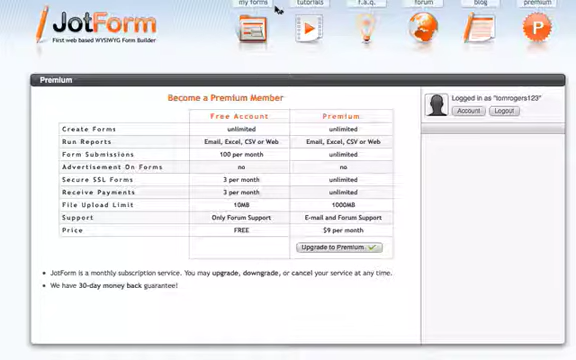 my forms tutorials f.a.q. forum blog premium
JotForm
First web based WYSIWYG Form Builder
P
Premium
Become a Premium Member
Free Account Premium
Create Forms unlimited unlimited
Run Reports Email, Excel, CSV or Web Email, Excel, CSV or Web
Form Submissions 100 per month unlimited
Advertisement On Forms no no
Secure SSL Forms 3 per month unlimited
Receive Payments 3 per month unlimited
File Upload Limit 10MB 1000MB
Support Only Forum Support E-mail and Forum Support
Price FREE $9 per month
Upgrade to Premium
JotForm is a monthly subscription service. You may upgrade, downgrade, or cancel your service at any time.
We have 30-day money back guarantee!
Logged in as "tomrogers123"
Account Logout